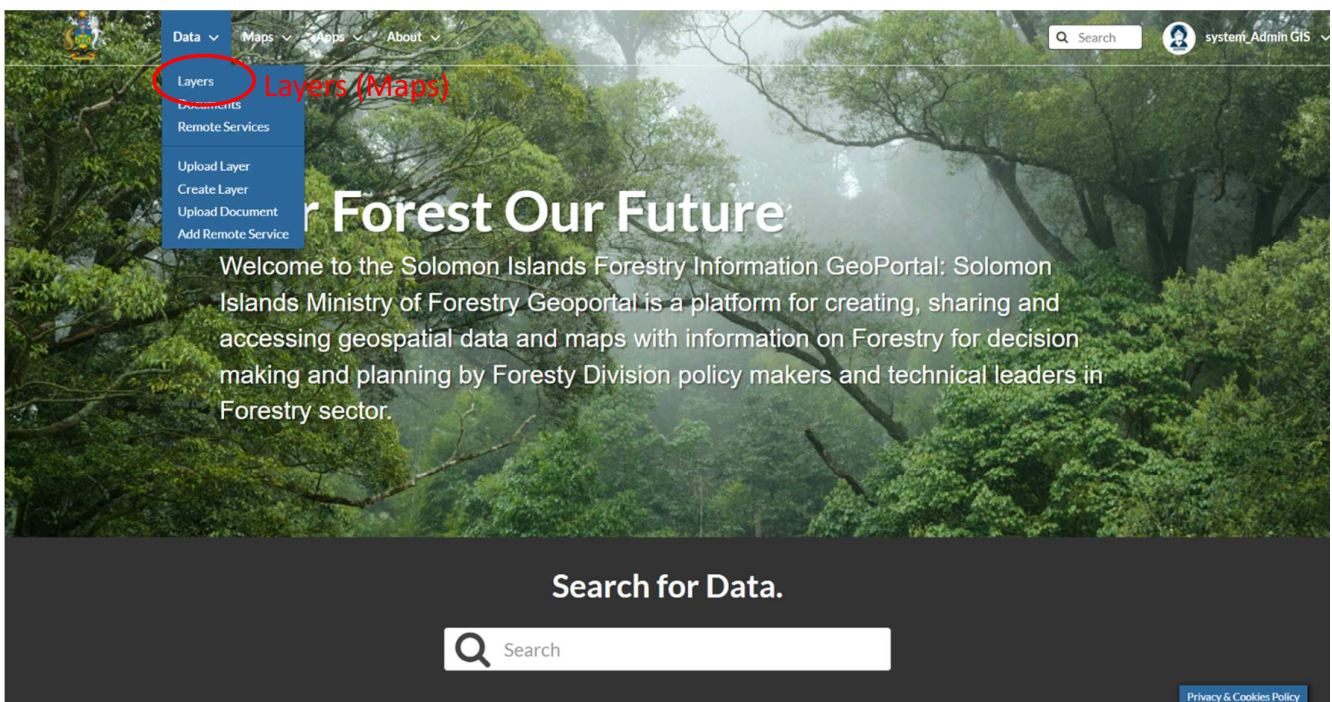 Data Maps Apps About Search system_Admin GIS
Layers
Layers (Maps)
Documents
Remote Services
Upload Layer
Create Layer
Upload Document
Add Remote Service
r Forest Our Future
Welcome to the Solomon Islands Forestry Information GeoPortal: Solomon
Islands Ministry of Forestry Geoportal is a platform for creating, sharing and
accessing geospatial data and maps with information on Forestry for decision
making and planning by Foresty Division policy makers and technical leaders in
Forestry sector.
Search for Data.
Search
Privacy & Cookies Policy